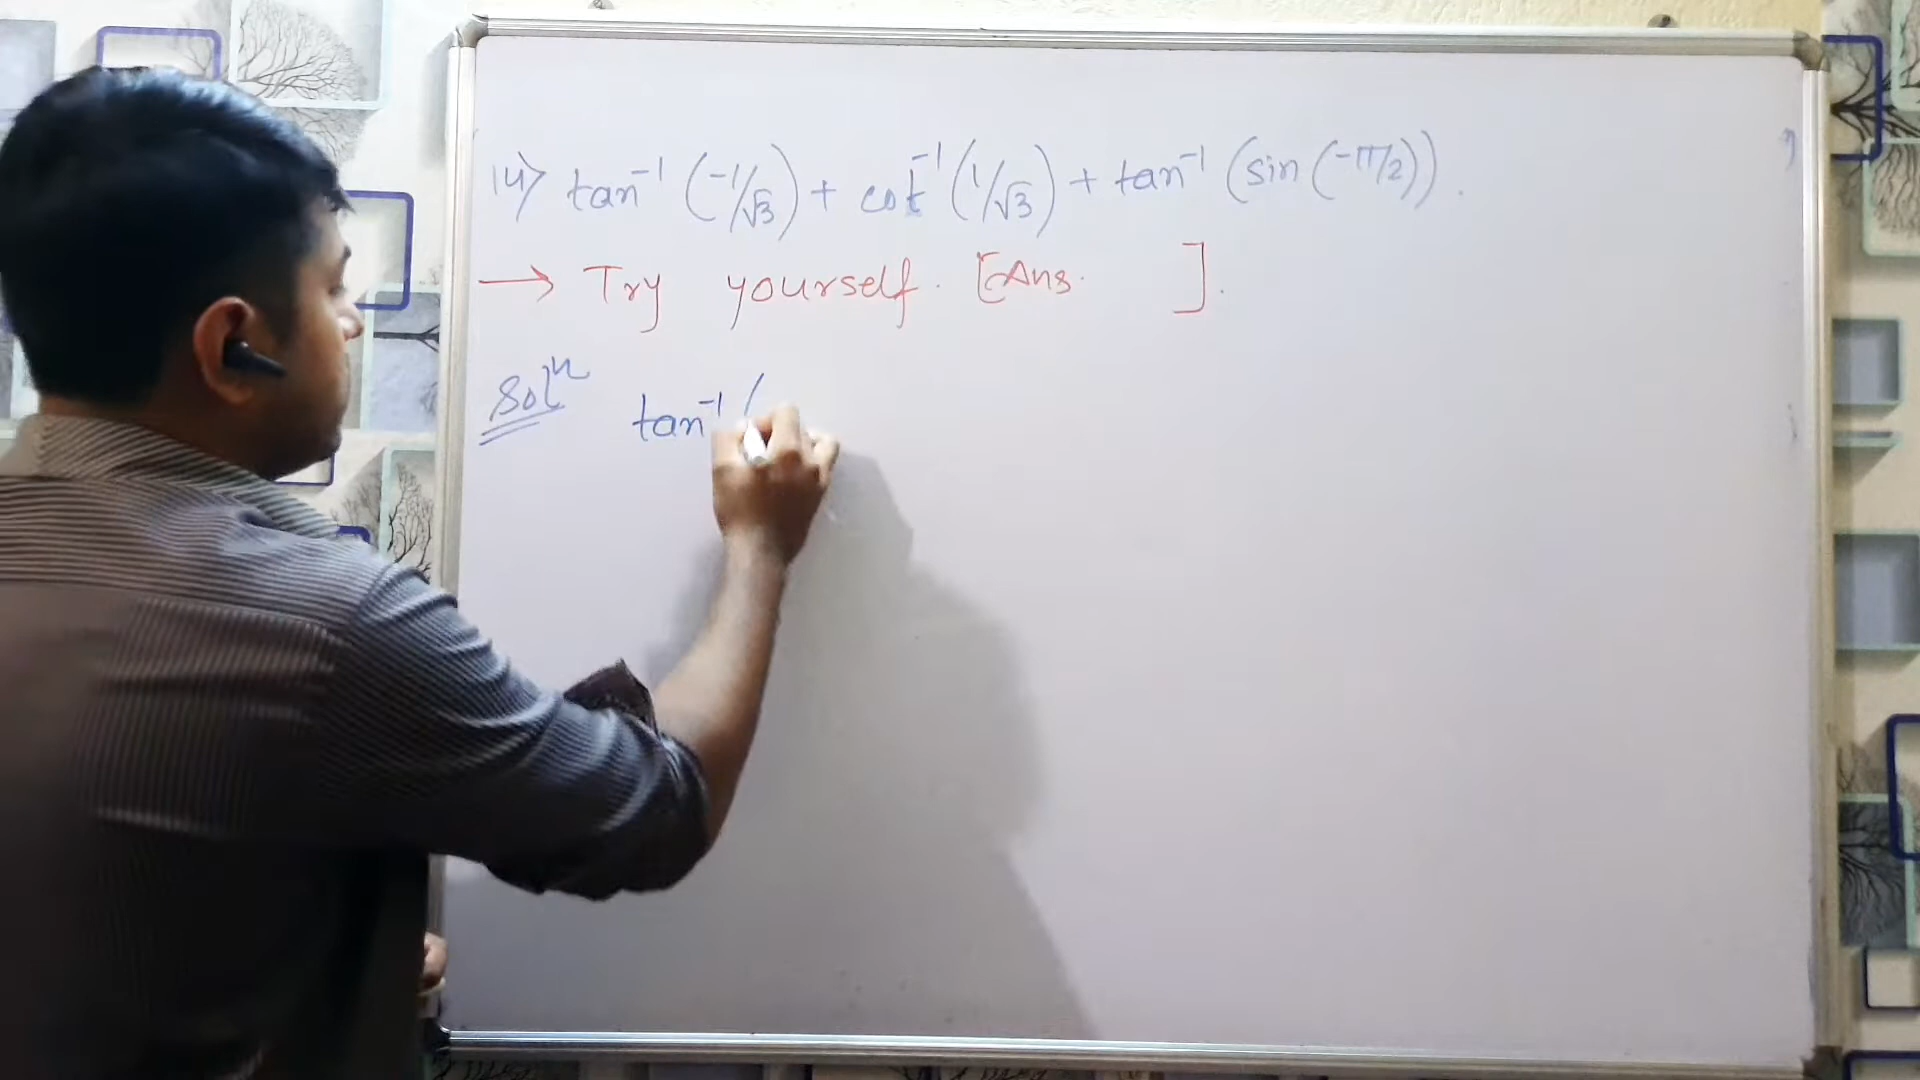 14> tan⁻¹ (-1/√3) + cot⁻¹ (1/√3) + tan⁻¹ (sin (-π/2)).
→ Try yourself. [Ans. ].
Solⁿ tan⁻¹ (